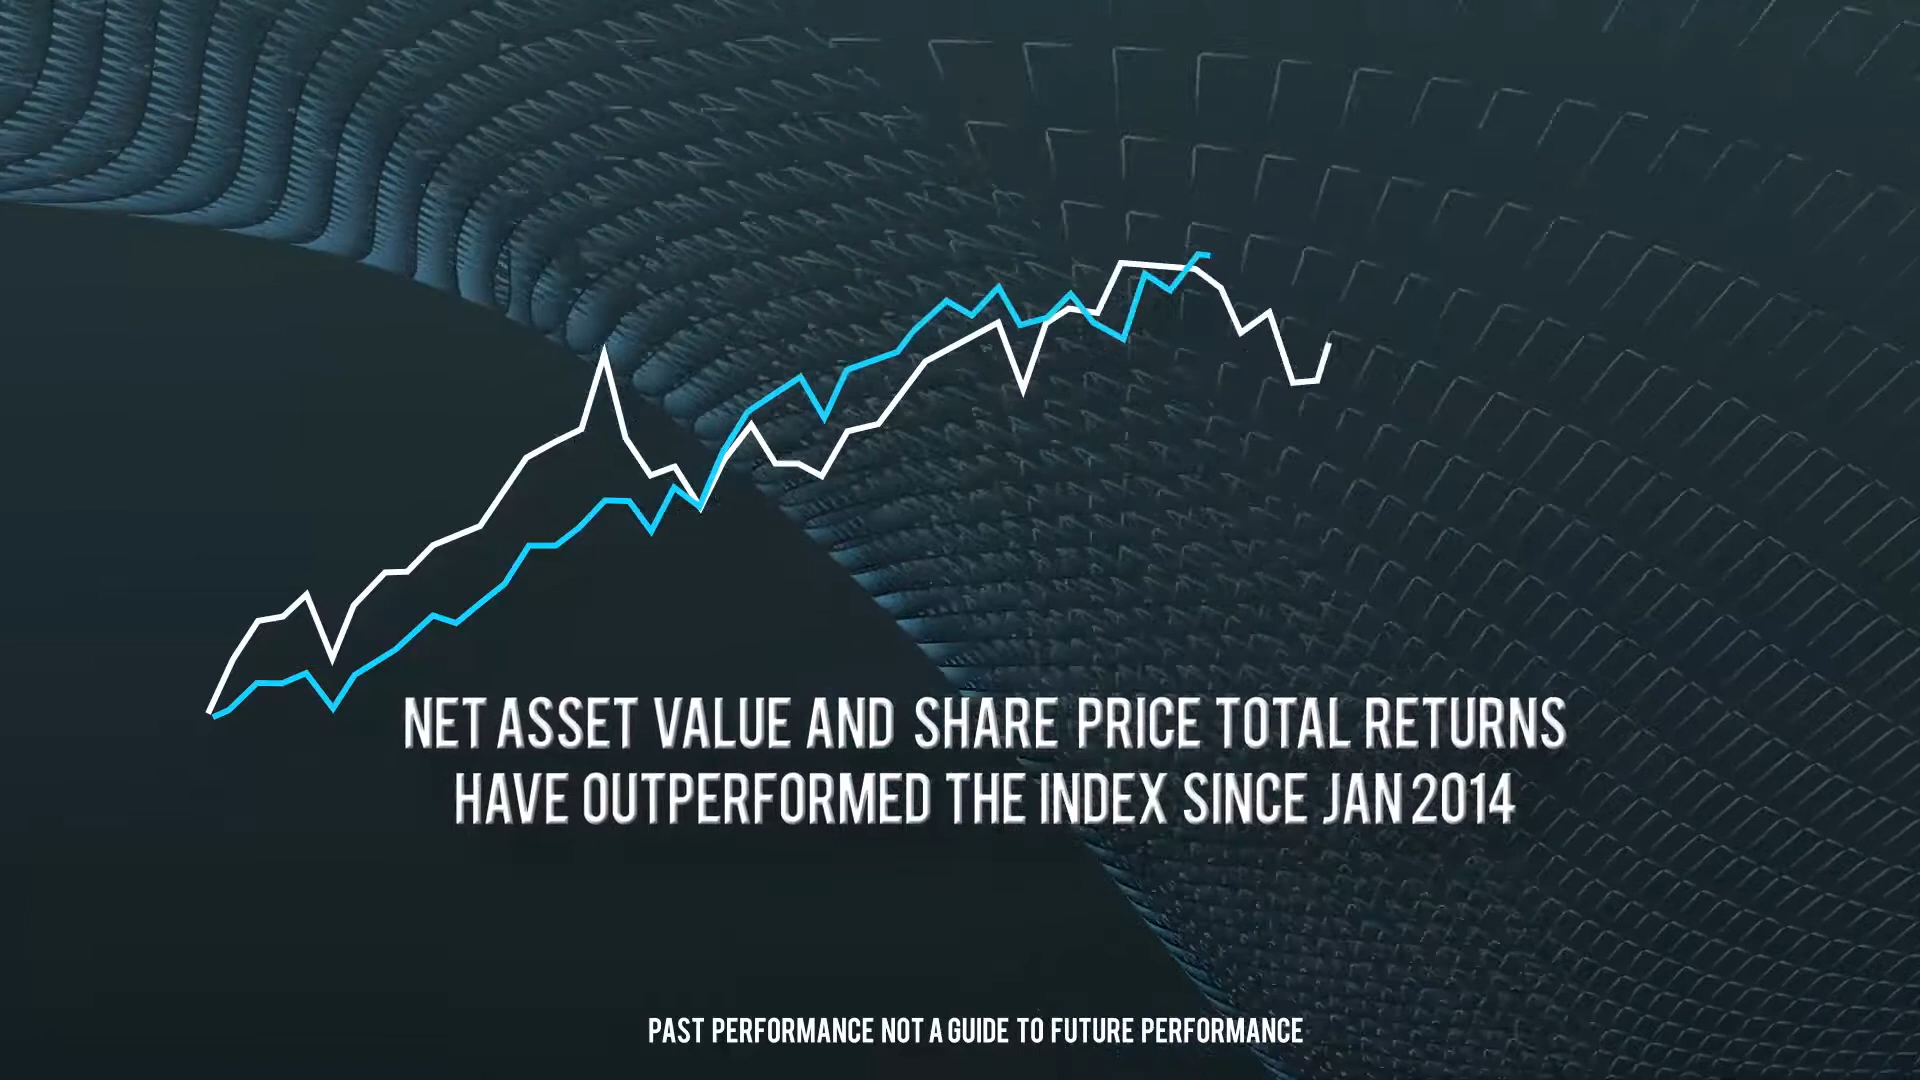 NET ASSET VALUE AND SHARE PRICE TOTAL RETURNS
HAVE OUTPERFORMED THE INDEX SINCE JAN 2014
PAST PERFORMANCE NOT A GUIDE TO FUTURE PERFORMANCE